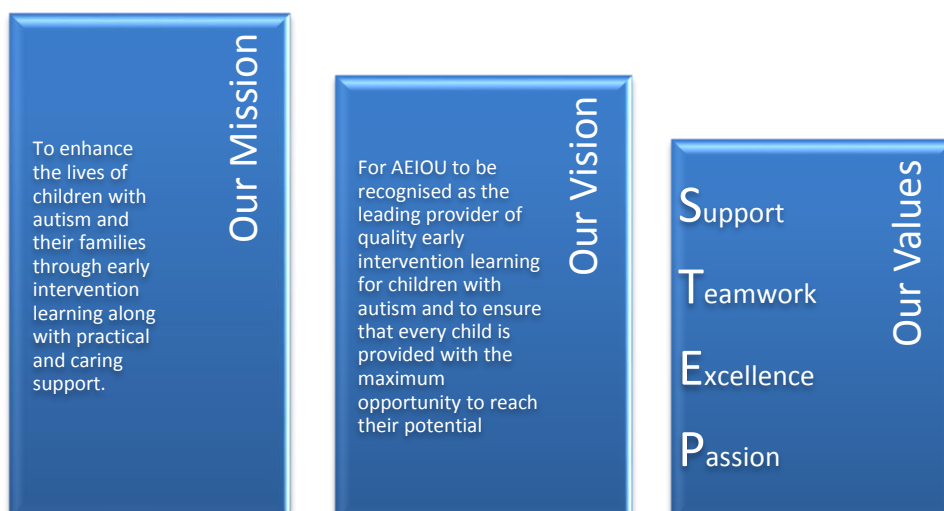 Our Mission
To enhance
the lives of
children with
autism and
their families
through early
intervention
learning along
with practical
and caring
support.
Our Vision
For AEIOU to be
recognised as the
leading provider of
quality early
intervention learning
for children with
autism and to ensure
that every child is
provided with the
maximum
opportunity to reach
their potential
Our Values
Support
Teamwork
Excellence
Passion